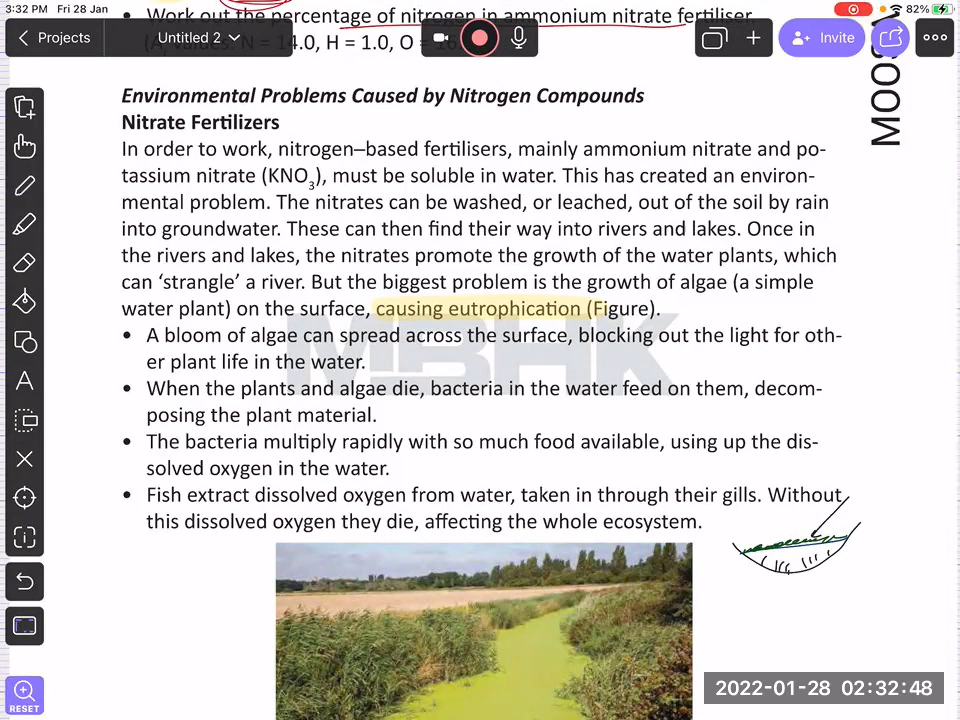 3:32 PM Fri 28 Jan 82%
• Work out the percentage of nitrogen in ammonium nitrate fertiliser.
Projects Untitled 2 Invite
N = 14.0, H = 1.0, O =
MOOSA
Environmental Problems Caused by Nitrogen Compounds
Nitrate Fertilizers
In order to work, nitrogen–based fertilisers, mainly ammonium nitrate and po-
tassium nitrate (KNO3), must be soluble in water. This has created an environ-
mental problem. The nitrates can be washed, or leached, out of the soil by rain
into groundwater. These can then find their way into rivers and lakes. Once in
the rivers and lakes, the nitrates promote the growth of the water plants, which
can ‘strangle’ a river. But the biggest problem is the growth of algae (a simple
water plant) on the surface, causing eutrophication (Figure).
MBHK
• A bloom of algae can spread across the surface, blocking out the light for oth-
er plant life in the water.
• When the plants and algae die, bacteria in the water feed on them, decom-
posing the plant material.
• The bacteria multiply rapidly with so much food available, using up the dis-
solved oxygen in the water.
• Fish extract dissolved oxygen from water, taken in through their gills. Without
this dissolved oxygen they die, affecting the whole ecosystem.
RESET
2022-01-28 02:32:48